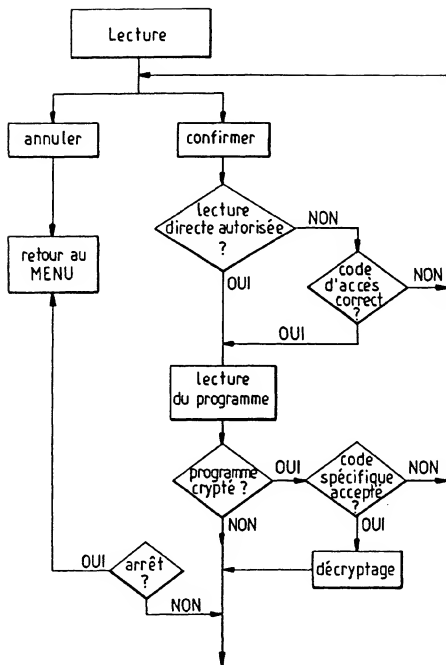 Lecture
annuler
confirmer
lecture
directe autorisée
?
NON
OUI
retour au
MENU
code
d'accès
correct
?
NON
OUI
lecture
du programme
programme
crypté ?
OUI
code
spécifique
accepté
?
NON
NON
OUI
décryptage
OUI
arrêt
?
NON